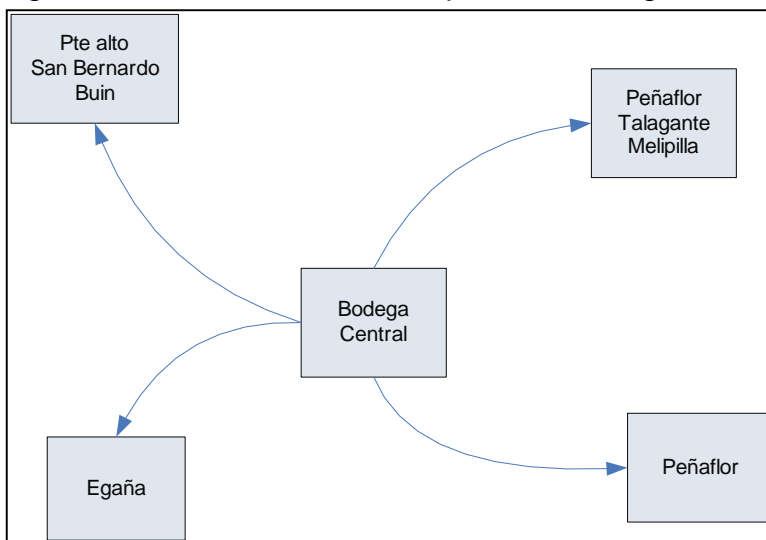 Pte alto
San Bernardo
Buin
Peñaflor
Talagante
Melipilla
Bodega
Central
Egaña
Peñaflor